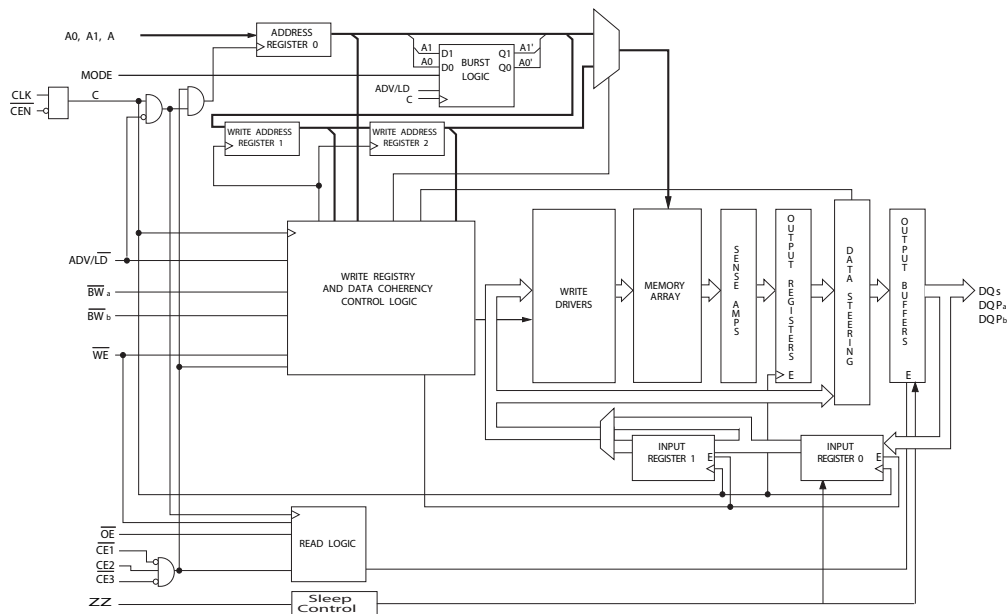 A0, A1, A
ADDRESS
REGISTER 0
A1
A0
D1
D0
BURST
LOGIC
Q1
Q0
A1'
A0'
MODE
ADV/LD
C
CLK
C
CEN
WRITE ADDRESS
REGISTER 1
WRITE ADDRESS
REGISTER 2
ADV/LD
BWa
BWb
WE
WRITE REGISTRY
AND DATA COHERENCY
CONTROL LOGIC
WRITE
DRIVERS
MEMORY
ARRAY
SENSE AMPS
OUTPUT REGISTERS
E
DATA STEERING
OUTPUT BUFFERS
E
DQs
DQPa
DQPb
INPUT
REGISTER 1
E
INPUT
REGISTER 0
E
OE
CE1
CE2
CE3
READ LOGIC
ZZ
Sleep
Control